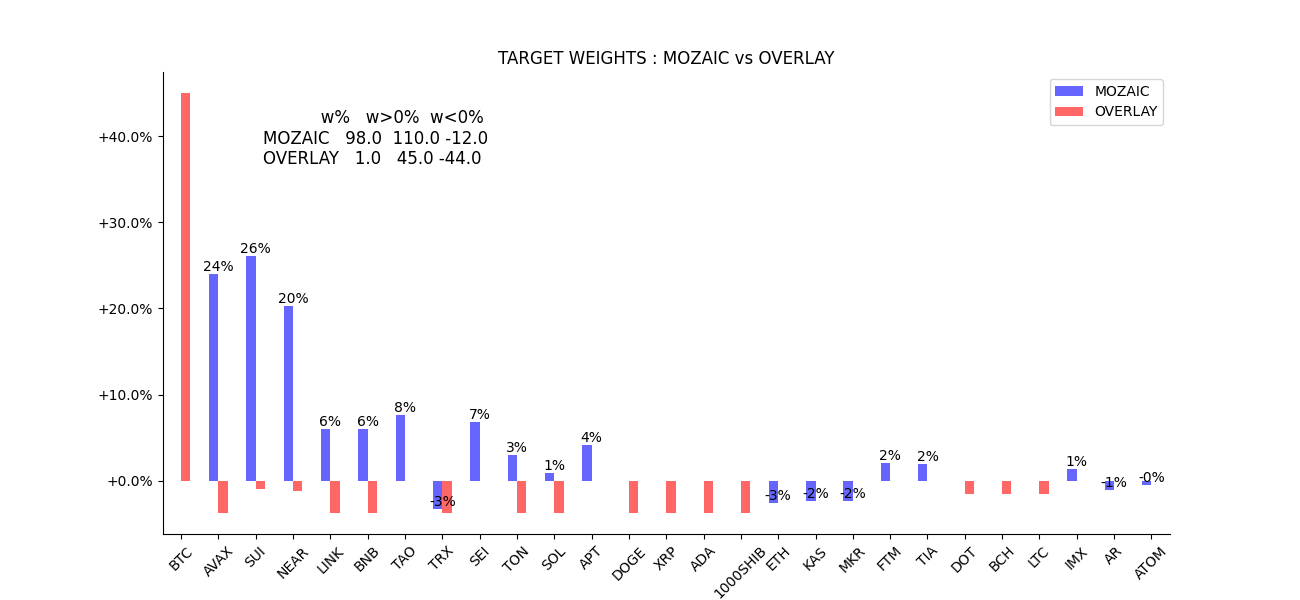 TARGET WEIGHTS : MOZAIC vs OVERLAY
MOZAIC
OVERLAY
w% w>0% w<0%
MOZAIC 98.0 110.0 -12.0
OVERLAY 1.0 45.0 -44.0
+40.0%
+30.0%
+20.0%
+10.0%
+0.0%
24%
26%
20%
6%
6%
8%
-3%
7%
3%
1%
4%
-3%
-2%
-2%
2%
2%
1%
-1%
-0%
BTC
AVAX
SUI
NEAR
LINK
BNB
TAO
TRX
SEI
TON
SOL
APT
DOGE
XRP
ADA
1000SHIB
ETH
KAS
MKR
FTM
TIA
DOT
BCH
LTC
IMX
AR
ATOM